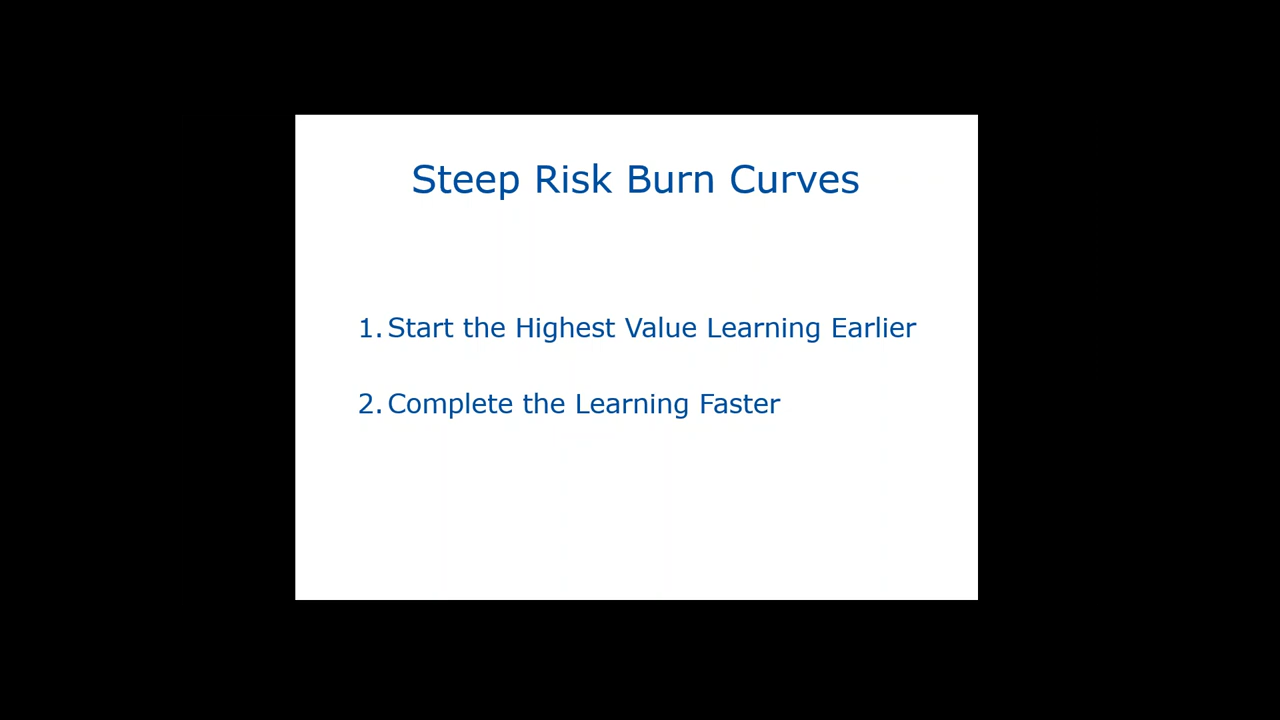 Steep Risk Burn Curves
1. Start the Highest Value Learning Earlier
2. Complete the Learning Faster